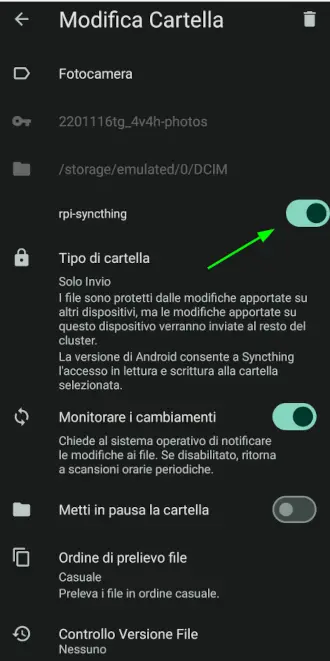 Modifica Cartella
Fotocamera
2201116tg_4v4h-photos
/storage/emulated/0/DCIM
rpi-syncthing
Tipo di cartella
Solo Invio
I file sono protetti dalle modifiche apportate su
altri dispositivi, ma le modifiche apportate su
questo dispositivo verranno inviate al resto del
cluster.
La versione di Android consente a Syncthing
l'accesso in lettura e scrittura alla cartella
selezionata.
Monitorare i cambiamenti
Chiede al sistema operativo di notificare
le modifiche ai file. Se disabilitato, ritorna
a scansioni orarie periodiche.
Metti in pausa la cartella
Ordine di prelievo file
Casuale
Preleva i file in ordine casuale.
Controllo Versione File
Nessuno